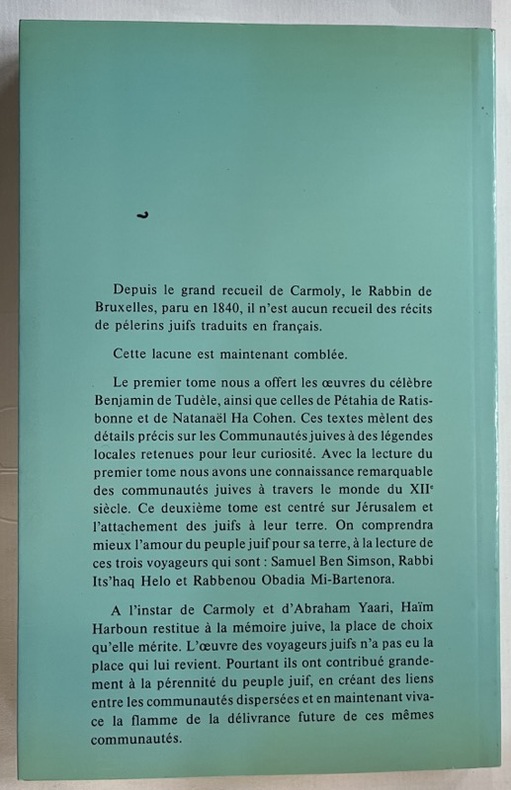 Depuis le grand recueil de Carmoly, le Rabbin de
Bruxelles, paru en 1840, il n'est aucun recueil des récits
de pélerins juifs traduits en français.
Cette lacune est maintenant comblée.
Le premier tome nous a offert les œuvres du célèbre
Benjamin de Tudèle, ainsi que celles de Pétahia de Ratis-
bonne et de Natanaël Ha Cohen. Ces textes mèlent des
détails précis sur les Communautés juives à des légendes
locales retenues pour leur curiosité. Avec la lecture du
premier tome nous avons une connaissance remarquable
des communautés juives à travers le monde du XIIᵉ
siècle. Ce deuxième tome est centré sur Jérusalem et
l'attachement des juifs à leur terre. On comprendra
mieux l'amour du peuple juif pour sa terre, à la lecture de
ces trois voyageurs qui sont : Samuel Ben Simson, Rabbi
Its'haq Helo et Rabbenou Obadia Mi-Bartenora.
A l'instar de Carmoly et d'Abraham Yaari, Haïm
Harboun restitue à la mémoire juive, la place de choix
qu'elle mérite. L'œuvre des voyageurs juifs n'a pas eu la
place qui lui revient. Pourtant ils ont contribué grande-
ment à la pérennité du peuple juif, en créant des liens
entre les communautés dispersées et en maintenant viva-
ce la flamme de la délivrance future de ces mêmes
communautés.